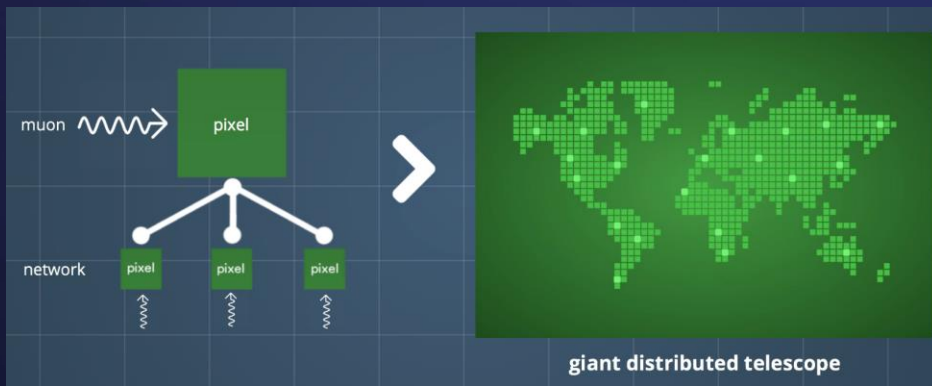 muon
pixel
network
pixel
pixel
pixel
giant distributed telescope